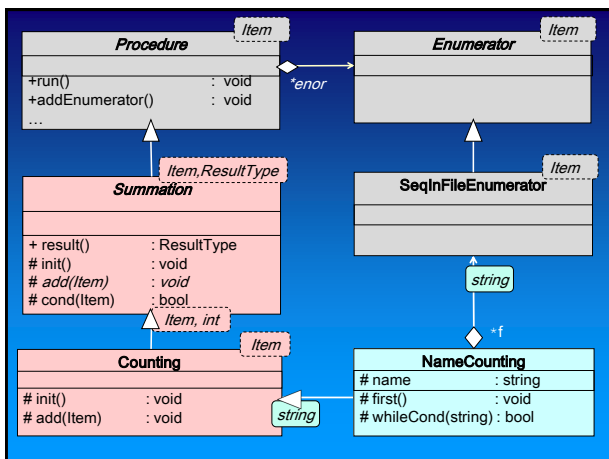 Item
Procedure
+run() : void
+addEnumerator() : void
...
*enor
Item
Enumerator
Item,ResultType
Summation
+ result() : ResultType
# init() : void
# add(Item) : void
# cond(Item) : bool
Item
SeqInFileEnumerator
string
*f
Item, int
Item
Counting
# init() : void
# add(Item) : void
string
NameCounting
# name : string
# first() : void
# whileCond(string) : bool